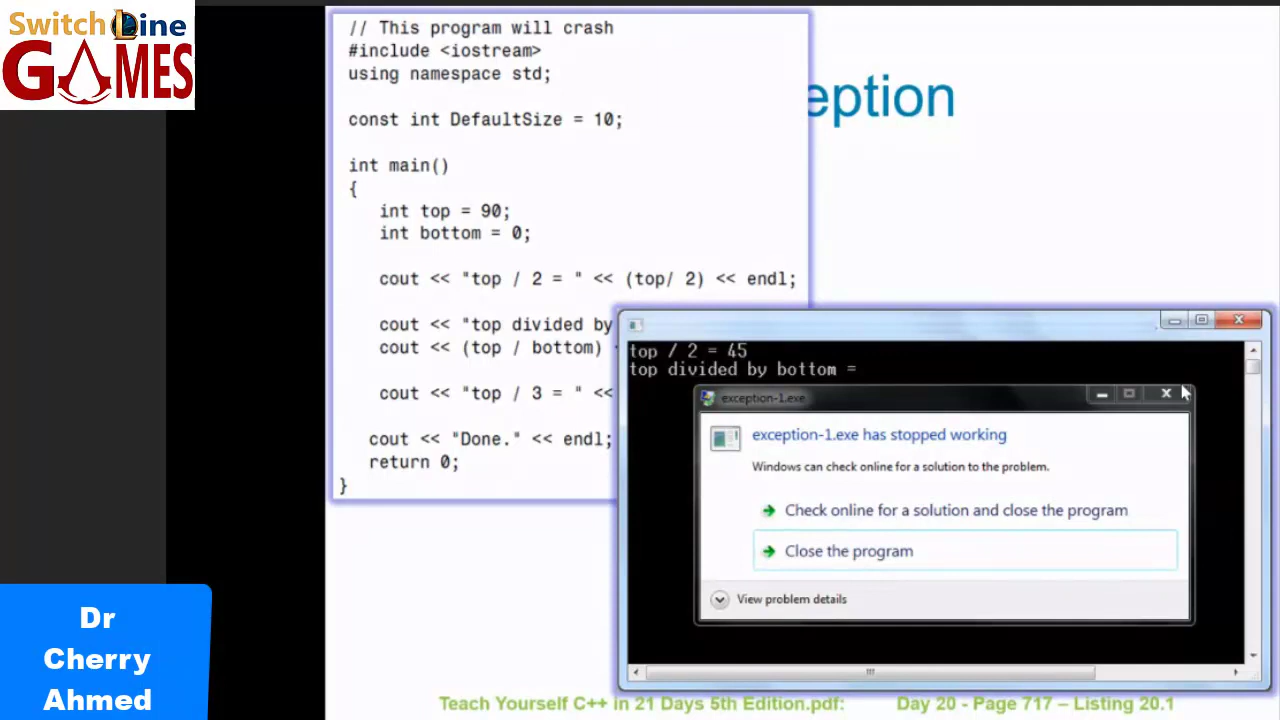 Switch Line
GAMES
// This program will crash
#include <iostream>
using namespace std;
const int DefaultSize = 10;
int main()
{
int top = 90;
int bottom = 0;
cout << "top / 2 = " << (top/ 2) << endl;
cout << "top divided by
cout << (top / bottom)
cout << "top / 3 = " <<
cout << "Done." << endl;
return 0;
}
eption
top / 2 = 45
top divided by bottom =
exception-1.exe
exception-1.exe has stopped working
Windows can check online for a solution to the problem.
Check online for a solution and close the program
Close the program
View problem details
Dr
Cherry
Ahmed
Teach Yourself C++ in 21 Days 5th Edition.pdf: Day 20 - Page 717 – Listing 20.1